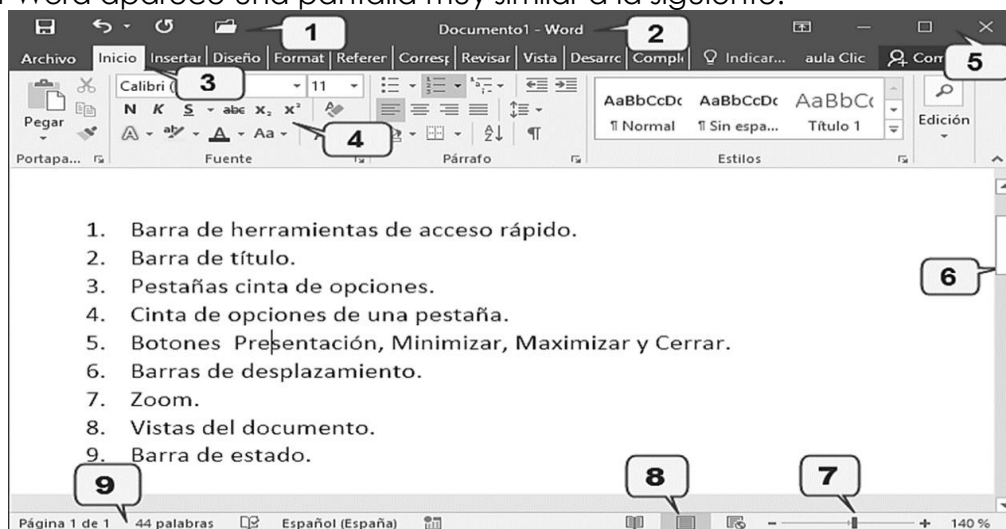 Word aparece una pantalla muy similar a la siguiente:
1
Documento1 - Word
2
Archivo Inicio Insertar Diseño Format Referer Corresp Revisar Vista Desarrc Comple Indicar... aula Clic Com
5
3
Calibri ( 11
N K S abc x₂ x²
A aby A Aa
4
Pegar
AaBbCcDc AaBbCcDc AaBbC(
¶ Normal ¶ Sin espa... Título 1
Edición
Portapa... Fuente Párrafo Estilos
1. Barra de herramientas de acceso rápido.
2. Barra de título.
3. Pestañas cinta de opciones.
4. Cinta de opciones de una pestaña.
5. Botones Presentación, Minimizar, Maximizar y Cerrar.
6. Barras de desplazamiento.
7. Zoom.
8. Vistas del documento.
9. Barra de estado.
6
9
8
7
Página 1 de 1 44 palabras Español (España) - + 140 %